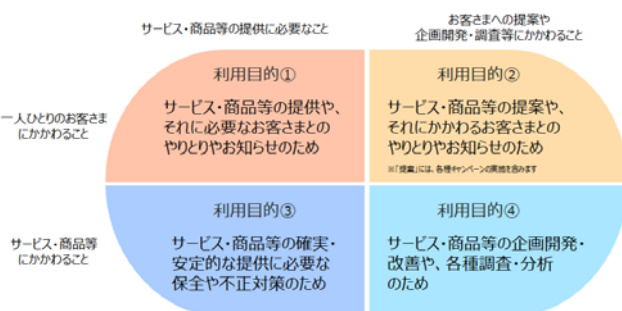 サービス・商品等の提供に必要なこと
お客さまへの提案や
企画開発・調査等にかかわること
一人ひとりのお客さま
にかかわること
利用目的①
サービス・商品等の提供や、
それに必要なお客さまとの
やりとりやお知らせのため
利用目的②
サービス・商品等の提案や、
それにかかわるお客さまとの
やりとりやお知らせのため
※「提案」には、各種キャンペーンの実施を含みます
サービス・商品等
にかかわること
利用目的③
サービス・商品等の確実・
安定的な提供に必要な
保全や不正対策のため
利用目的④
サービス・商品等の企画開発・
改善や、各種調査・分析
のため